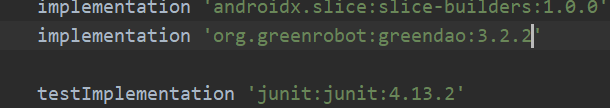 implementation 'androidx.slice:slice-builders:1.0.0'
implementation 'org.greenrobot:greendao:3.2.2'
testImplementation 'junit:junit:4.13.2'